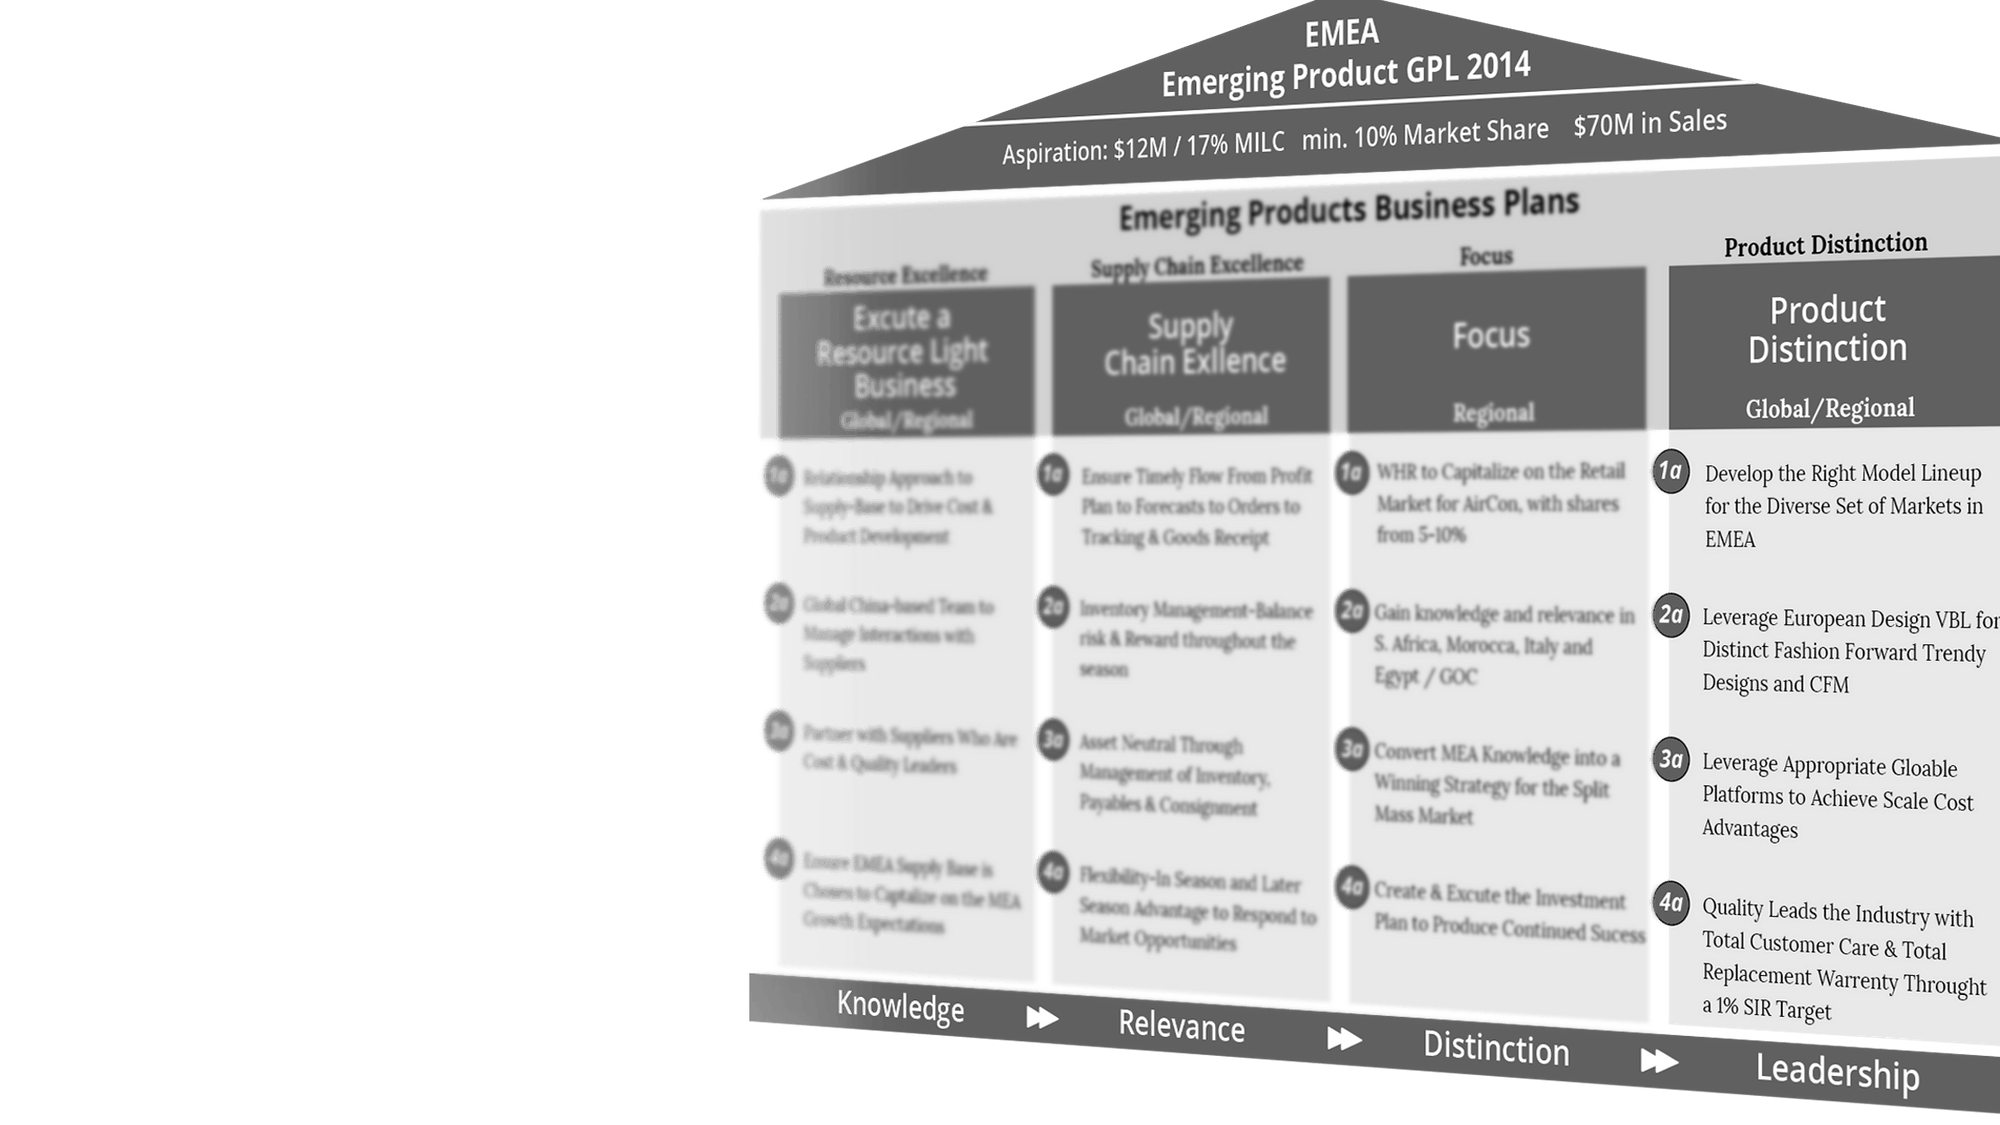 EMEA
Emerging Product GPL 2014
Aspiration: $12M / 17% MILC min. 10% Market Share $70M in Sales
Emerging Products Business Plans
Resource Excellence
Excute a
Resource Light
Business
Global/Regional
1a Relationship Approach to
Supply-Base to Drive Cost &
Product Development
2a Global China-based Team to
Manage Interactions with
Suppliers
3a Partner with Suppliers Who Are
Cost & Quality Leaders
4a Ensure EMEA Supply Base is
Choses to Captalize on the MEA
Growth Expectations
Supply Chain Excellence
Supply
Chain Exllence
Global/Regional
1a Ensure Timely Flow From Profit
Plan to Forecasts to Orders to
Tracking & Goods Receipt
2a Inventory Management-Balance
risk & Reward throughout the
season
3a Asset Neutral Through
Management of Inventory,
Payables & Consignment
4a Flexibility-In Season and Later
Season Advantage to Respond to
Market Opportunities
Focus
Focus
Regional
1a WHR to Capitalize on the Retail
Market for AirCon, with shares
from 5-10%
2a Gain knowledge and relevance in
S. Africa, Morocca, Italy and
Egypt / GOC
3a Convert MEA Knowledge into a
Winning Strategy for the Split
Mass Market
4a Create & Excute the Investment
Plan to Produce Continued Sucess
Product Distinction
Product
Distinction
Global/Regional
1a Develop the Right Model Lineup
for the Diverse Set of Markets in
EMEA
2a Leverage European Design VBL for
Distinct Fashion Forward Trendy
Designs and CFM
3a Leverage Appropriate Gloable
Platforms to Achieve Scale Cost
Advantages
4a Quality Leads the Industry with
Total Customer Care & Total
Replacement Warrenty Throught
a 1% SIR Target
Knowledge Relevance Distinction Leadership